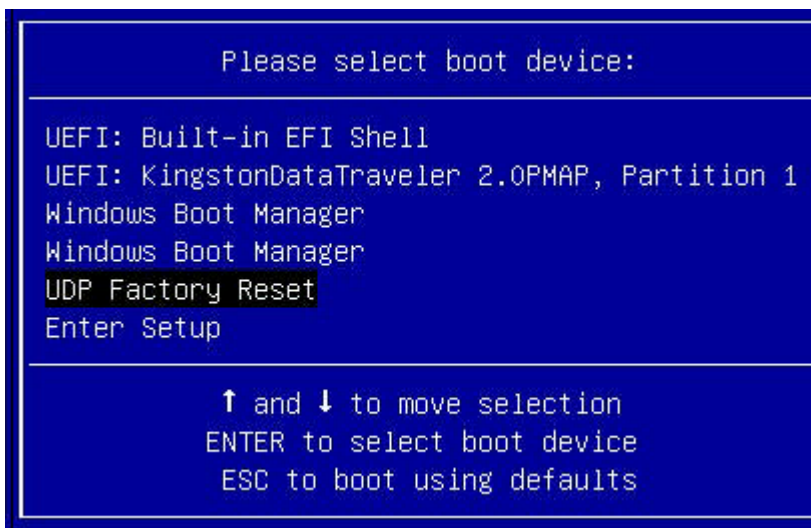 Please select boot device:
UEFI: Built-in EFI Shell
UEFI: KingstonDataTraveler 2.0PMAP, Partition 1
Windows Boot Manager
Windows Boot Manager
UDP Factory Reset
Enter Setup
↑ and ↓ to move selection
ENTER to select boot device
ESC to boot using defaults